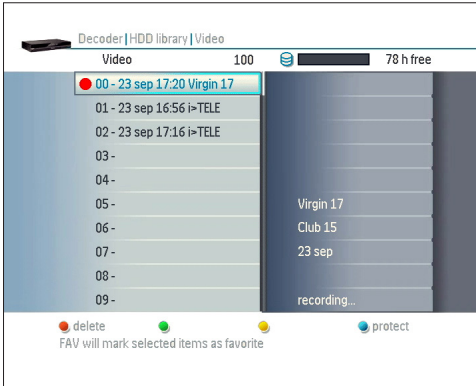 Decoder | HDD library | Video
Video 100 78 h free
00 - 23 sep 17:20 Virgin 17
01 - 23 sep 16:56 i>TELE
02 - 23 sep 17:16 i>TELE
03 -
04 -
05 -
06 -
07 -
08 -
09 -
Virgin 17
Club 15
23 sep
recording...
delete protect
FAV will mark selected items as favorite